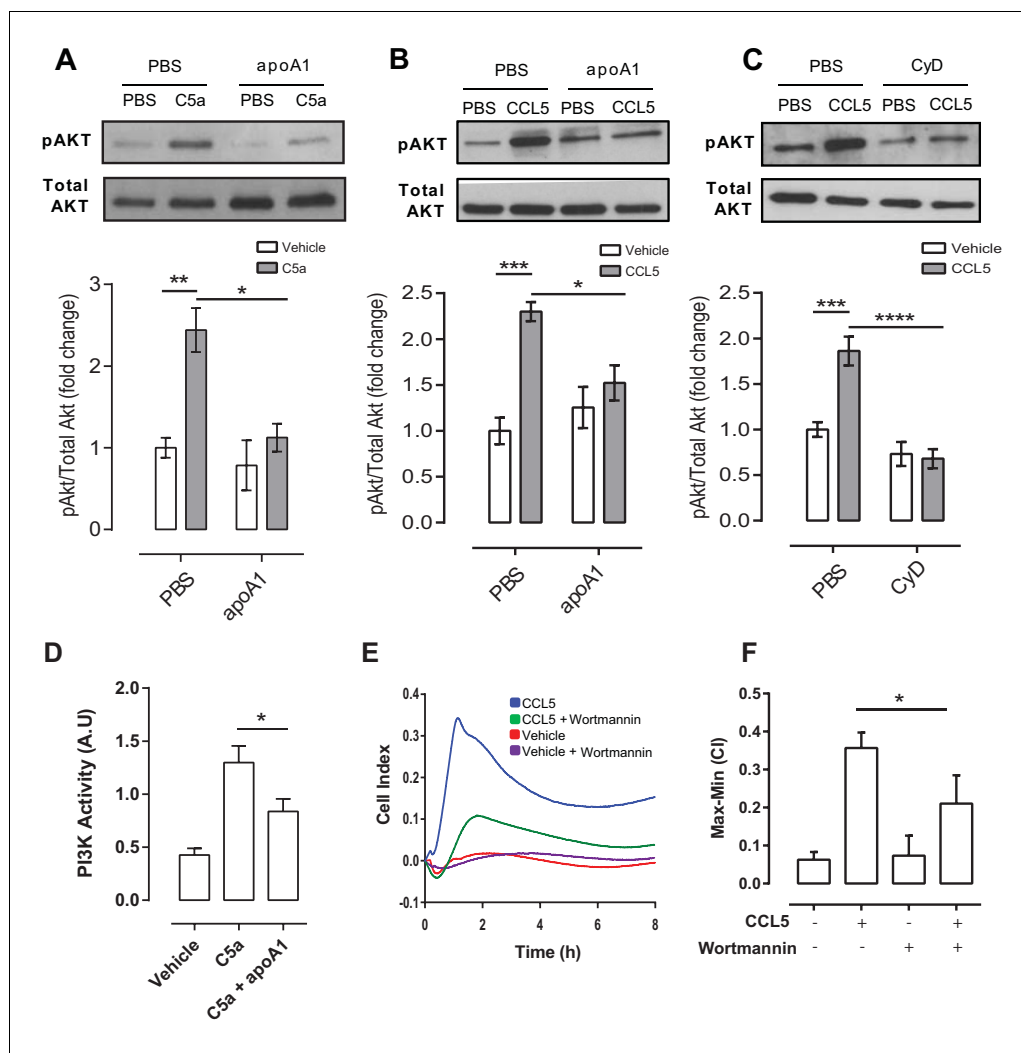 A
PBS apoA1
PBS C5a PBS C5a
pAKT
Total
AKT
Vehicle
C5a
**
*
3
2
1
0
pAkt/Total Akt (fold change)
PBS
apoA1
B
PBS apoA1
PBS CCL5 PBS CCL5
pAKT
Total
AKT
Vehicle
CCL5
***
*
2.5
2.0
1.5
1.0
0.5
0.0
pAkt/Total Akt (fold change)
PBS
apoA1
C
PBS CyD
PBS CCL5 PBS CCL5
pAKT
Total
AKT
Vehicle
CCL5
***
****
2.5
2.0
1.5
1.0
0.5
0.0
pAkt/Total Akt (fold change)
PBS
CyD
D
2.0
1.5
1.0
0.5
0.0
PI3K Activity (A.U)
*
Vehicle
C5a
C5a + apoA1
E
0.4
0.3
0.2
0.1
0.0
-0.1
Cell Index
CCL5
CCL5 + Wortmannin
Vehicle
Vehicle + Wortmannin
0 2 4 6 8
Time (h)
F
0.5
0.4
0.3
0.2
0.1
0.0
Max-Min (CI)
*
CCL5 - + - +
Wortmannin - - + +